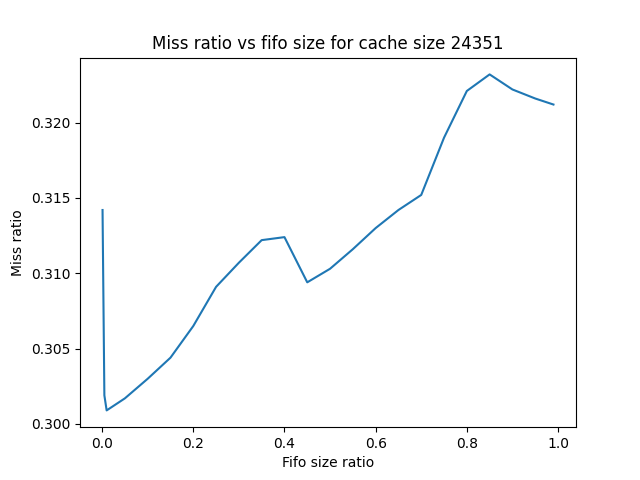 Miss ratio vs fifo size for cache size 24351
0.320
0.315
0.310
0.305
0.300
Miss ratio
0.0 0.2 0.4 0.6 0.8 1.0
Fifo size ratio